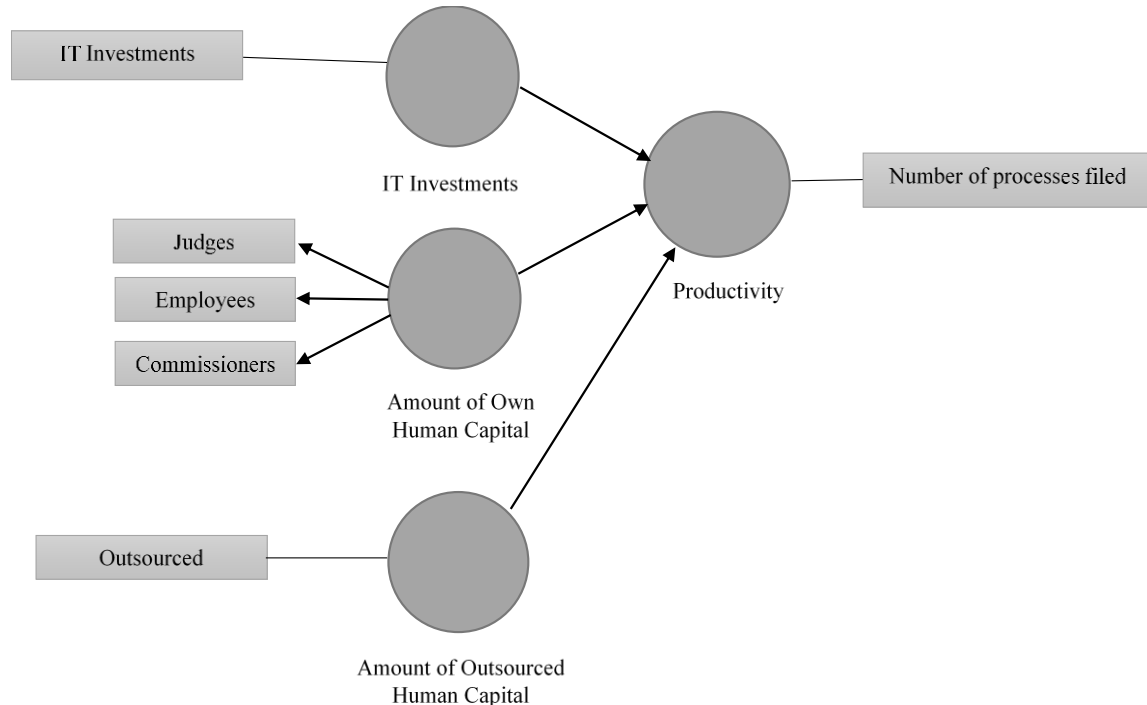 IT Investments
IT Investments
Judges
Employees
Commissioners
Amount of Own
Human Capital
Outsourced
Amount of Outsourced
Human Capital
Productivity
Number of processes filed